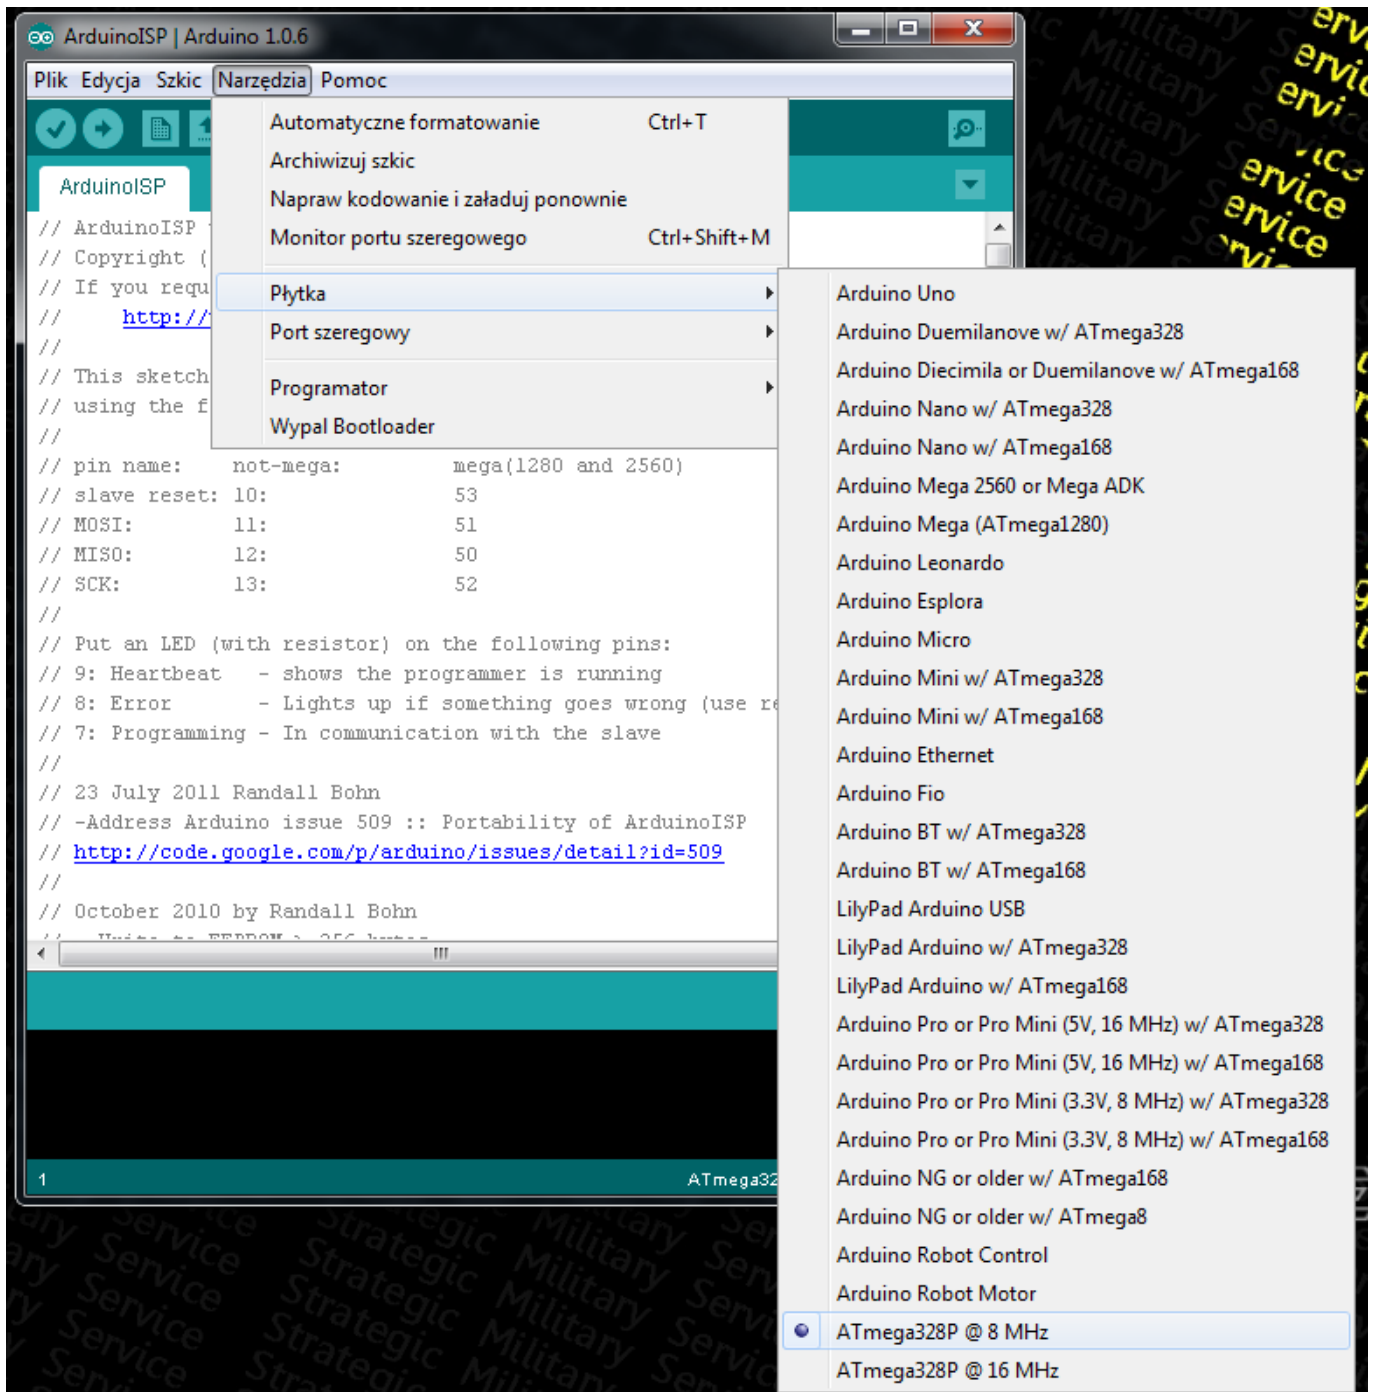 ArduinoISP | Arduino 1.0.6
Plik Edycja Szkic Narzędzia Pomoc
Automatyczne formatowanie Ctrl+T
Archiwizuj szkic
Napraw kodowanie i załaduj ponownie
Monitor portu szeregowego Ctrl+Shift+M
Płytka
Port szeregowy
Programator
Wypal Bootloader
ArduinoISP
// ArduinoISP
// Copyright (
// If you requ
// http://
//
// This sketch
// using the f
//
// pin name: not-mega: mega(1280 and 2560)
// slave reset: 10: 53
// MOSI: 11: 51
// MISO: 12: 50
// SCK: 13: 52
//
// Put an LED (with resistor) on the following pins:
// 9: Heartbeat - shows the programmer is running
// 8: Error - Lights up if something goes wrong (use re
// 7: Programming - In communication with the slave
//
// 23 July 2011 Randall Bohn
// -Address Arduino issue 509 :: Portability of ArduinoISP
// http://code.google.com/p/arduino/issues/detail?id=509
//
// October 2010 by Randall Bohn
1 ATmega32
Arduino Uno
Arduino Duemilanove w/ ATmega328
Arduino Diecimila or Duemilanove w/ ATmega168
Arduino Nano w/ ATmega328
Arduino Nano w/ ATmega168
Arduino Mega 2560 or Mega ADK
Arduino Mega (ATmega1280)
Arduino Leonardo
Arduino Esplora
Arduino Micro
Arduino Mini w/ ATmega328
Arduino Mini w/ ATmega168
Arduino Ethernet
Arduino Fio
Arduino BT w/ ATmega328
Arduino BT w/ ATmega168
LilyPad Arduino USB
LilyPad Arduino w/ ATmega328
LilyPad Arduino w/ ATmega168
Arduino Pro or Pro Mini (5V, 16 MHz) w/ ATmega328
Arduino Pro or Pro Mini (5V, 16 MHz) w/ ATmega168
Arduino Pro or Pro Mini (3.3V, 8 MHz) w/ ATmega328
Arduino Pro or Pro Mini (3.3V, 8 MHz) w/ ATmega168
Arduino NG or older w/ ATmega168
Arduino NG or older w/ ATmega8
Arduino Robot Control
Arduino Robot Motor
ATmega328P @ 8 MHz
ATmega328P @ 16 MHz
Strategic Military Service